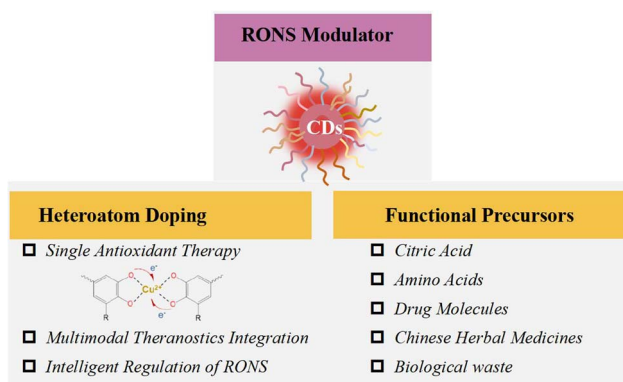 RONS Modulator
CDs
Heteroatom Doping
☐ Single Antioxidant Therapy
O e⁻ O
Cu²⁺
O e⁻ O
R R
☐ Multimodal Theranostics Integration
☐ Intelligent Regulation of RONS
Functional Precursors
☐ Citric Acid
☐ Amino Acids
☐ Drug Molecules
☐ Chinese Herbal Medicines
☐ Biological waste